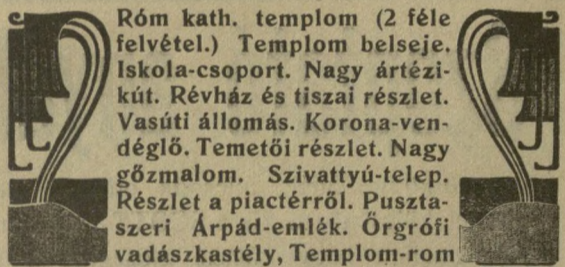 Róm kath. templom (2 féle
felvétel.) Templom belseje.
Iskola-csoport. Nagy ártézi-
kút. Révház és tiszai részlet.
Vasúti állomás. Korona-ven-
déglő. Temetői részlet. Nagy
gőzmalom. Szivattyú-telep.
Részlet a piactérről. Puszta-
szeri Árpád-emlék. Őrgrófi
vadászkastély, Templom-rom